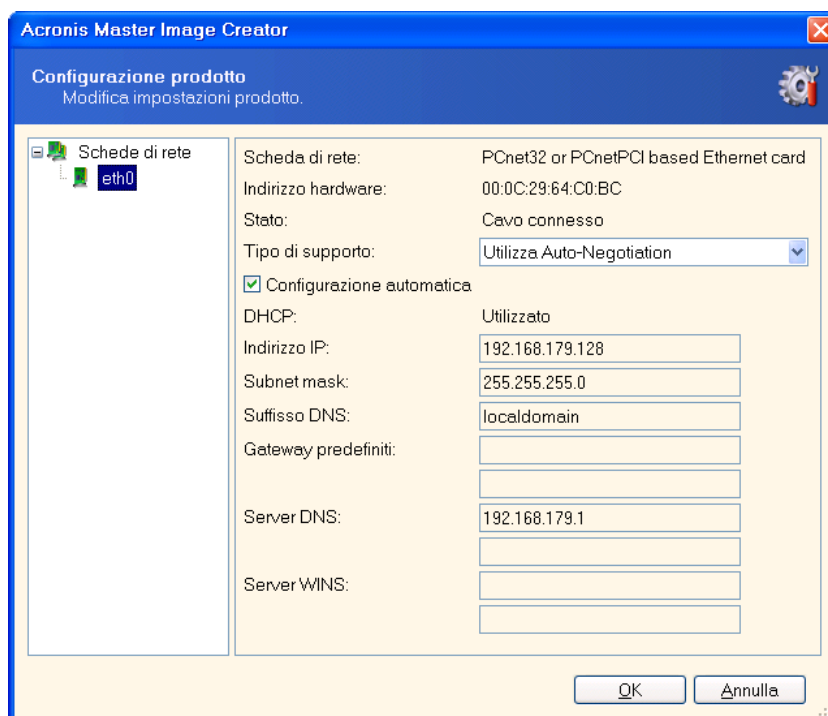 Acronis Master Image Creator
Configurazione prodotto
Modifica impostazioni prodotto.
Schede di rete
eth0
Scheda di rete: PCnet32 or PCnetPCI based Ethernet card
Indirizzo hardware: 00:0C:29:64:C0:BC
Stato: Cavo connesso
Tipo di supporto: Utilizza Auto-Negotiation
Configurazione automatica
DHCP: Utilizzato
Indirizzo IP: 192.168.179.128
Subnet mask: 255.255.255.0
Suffisso DNS: localdomain
Gateway predefiniti:
Server DNS: 192.168.179.1
Server WINS:
OK Annulla